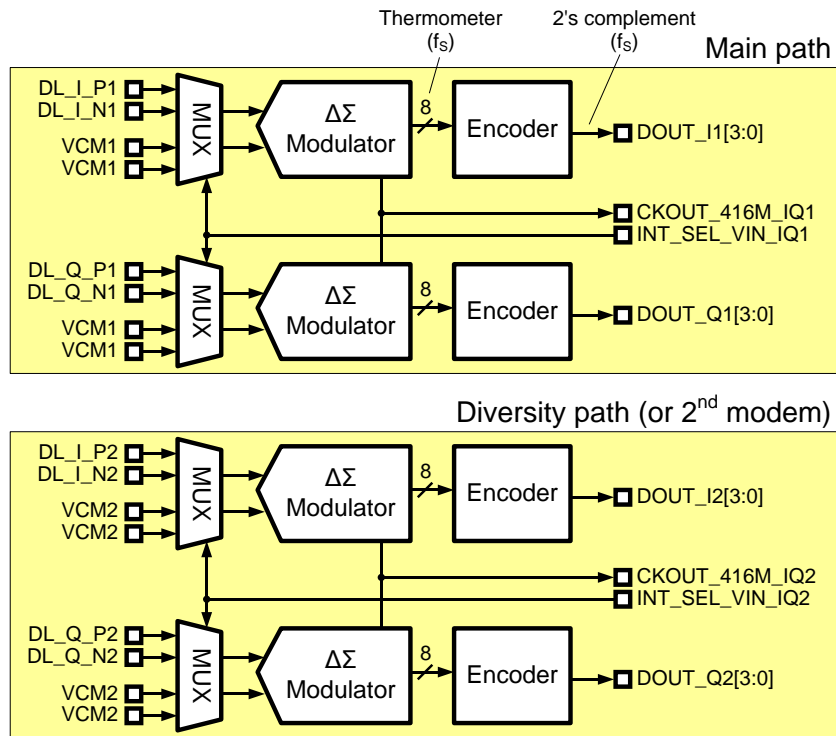 Thermometer
(fS)
2's complement
(fS)
Main path
DL_I_P1
DL_I_N1
VCM1
VCM1
MUX
ΔΣ
Modulator
8
Encoder
DOUT_I1[3:0]
CKOUT_416M_IQ1
INT_SEL_VIN_IQ1
DL_Q_P1
DL_Q_N1
VCM1
VCM1
MUX
ΔΣ
Modulator
8
Encoder
DOUT_Q1[3:0]
Diversity path (or 2nd modem)
DL_I_P2
DL_I_N2
VCM2
VCM2
MUX
ΔΣ
Modulator
8
Encoder
DOUT_I2[3:0]
CKOUT_416M_IQ2
INT_SEL_VIN_IQ2
DL_Q_P2
DL_Q_N2
VCM2
VCM2
MUX
ΔΣ
Modulator
8
Encoder
DOUT_Q2[3:0]